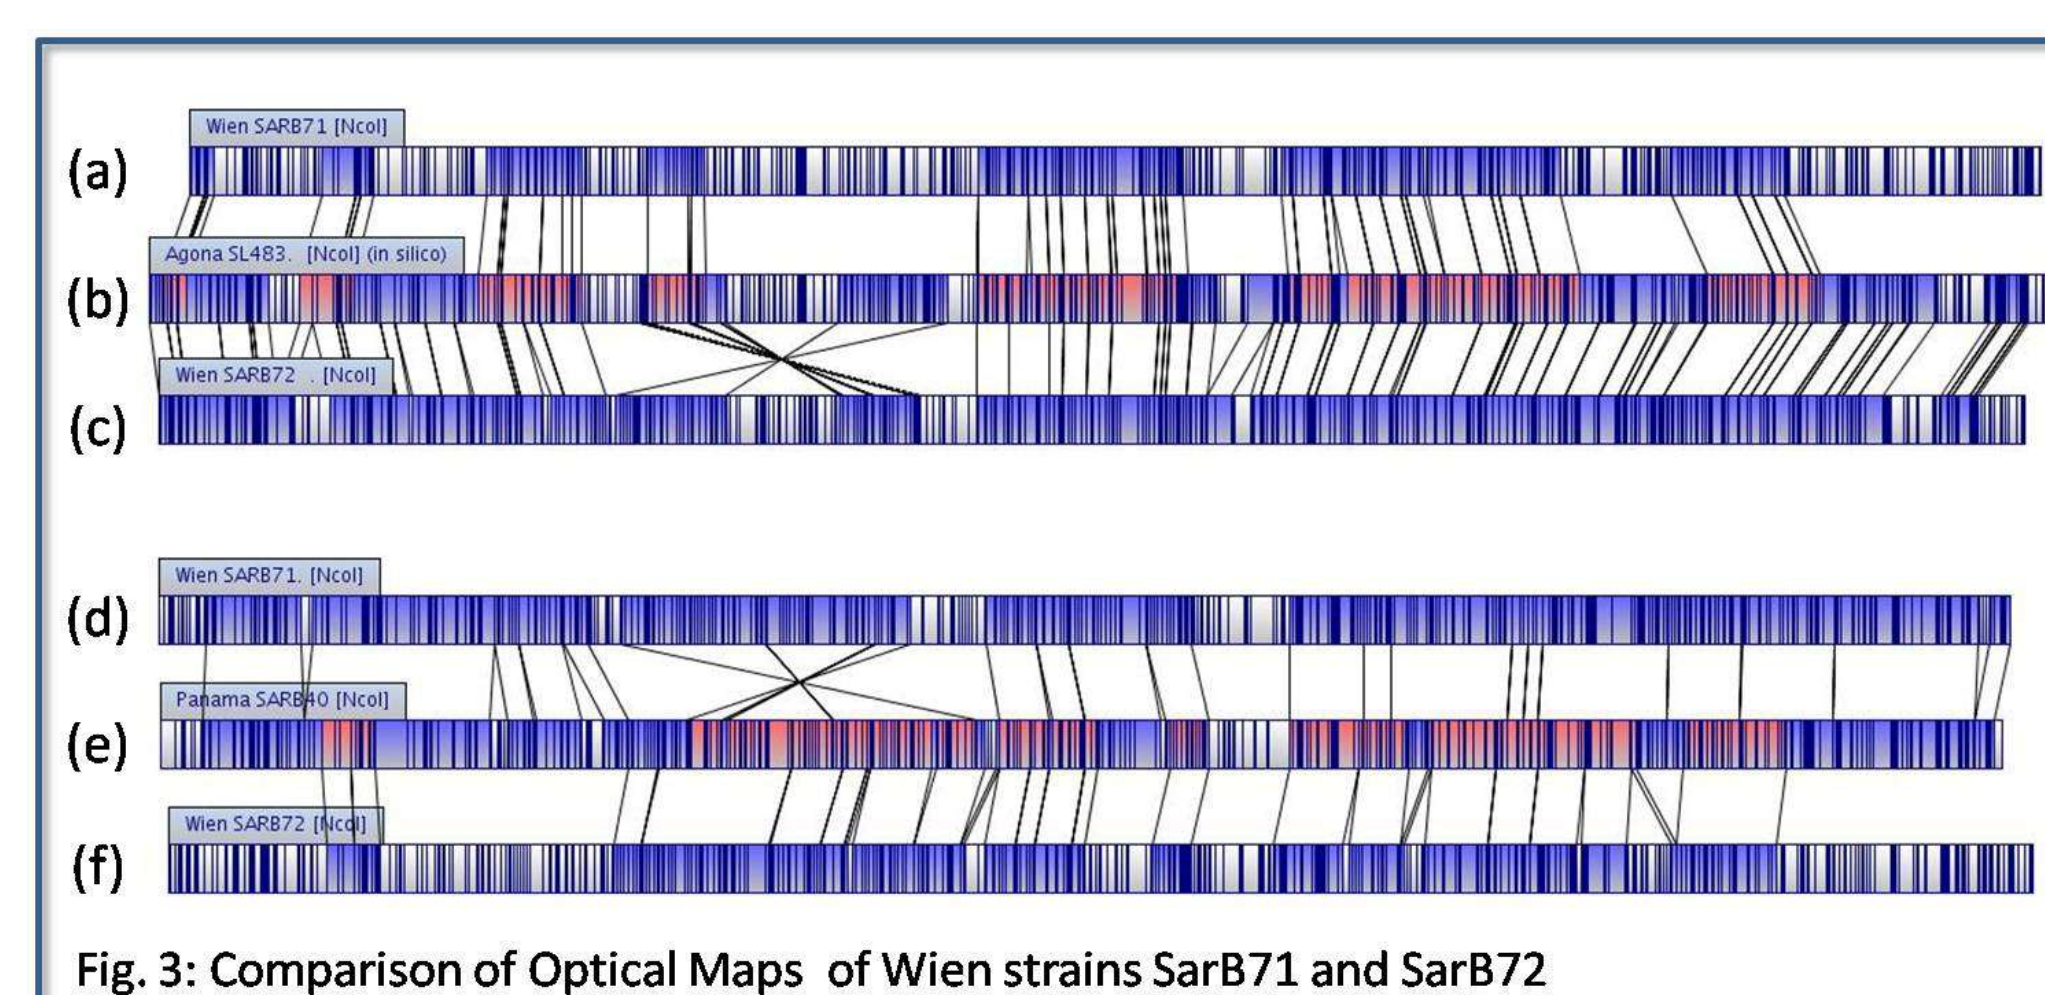 Wien SARB71 [NcoI]
(a)
Agona SL483. [NcoI] (in silico)
(b)
Wien SARB72 . [NcoI]
(c)
Wien SARB71. [NcoI]
(d)
Panama SARB40 [NcoI]
(e)
Wien SARB72 [NcoI]
(f)
Fig. 3: Comparison of Optical Maps of Wien strains SarB71 and SarB72